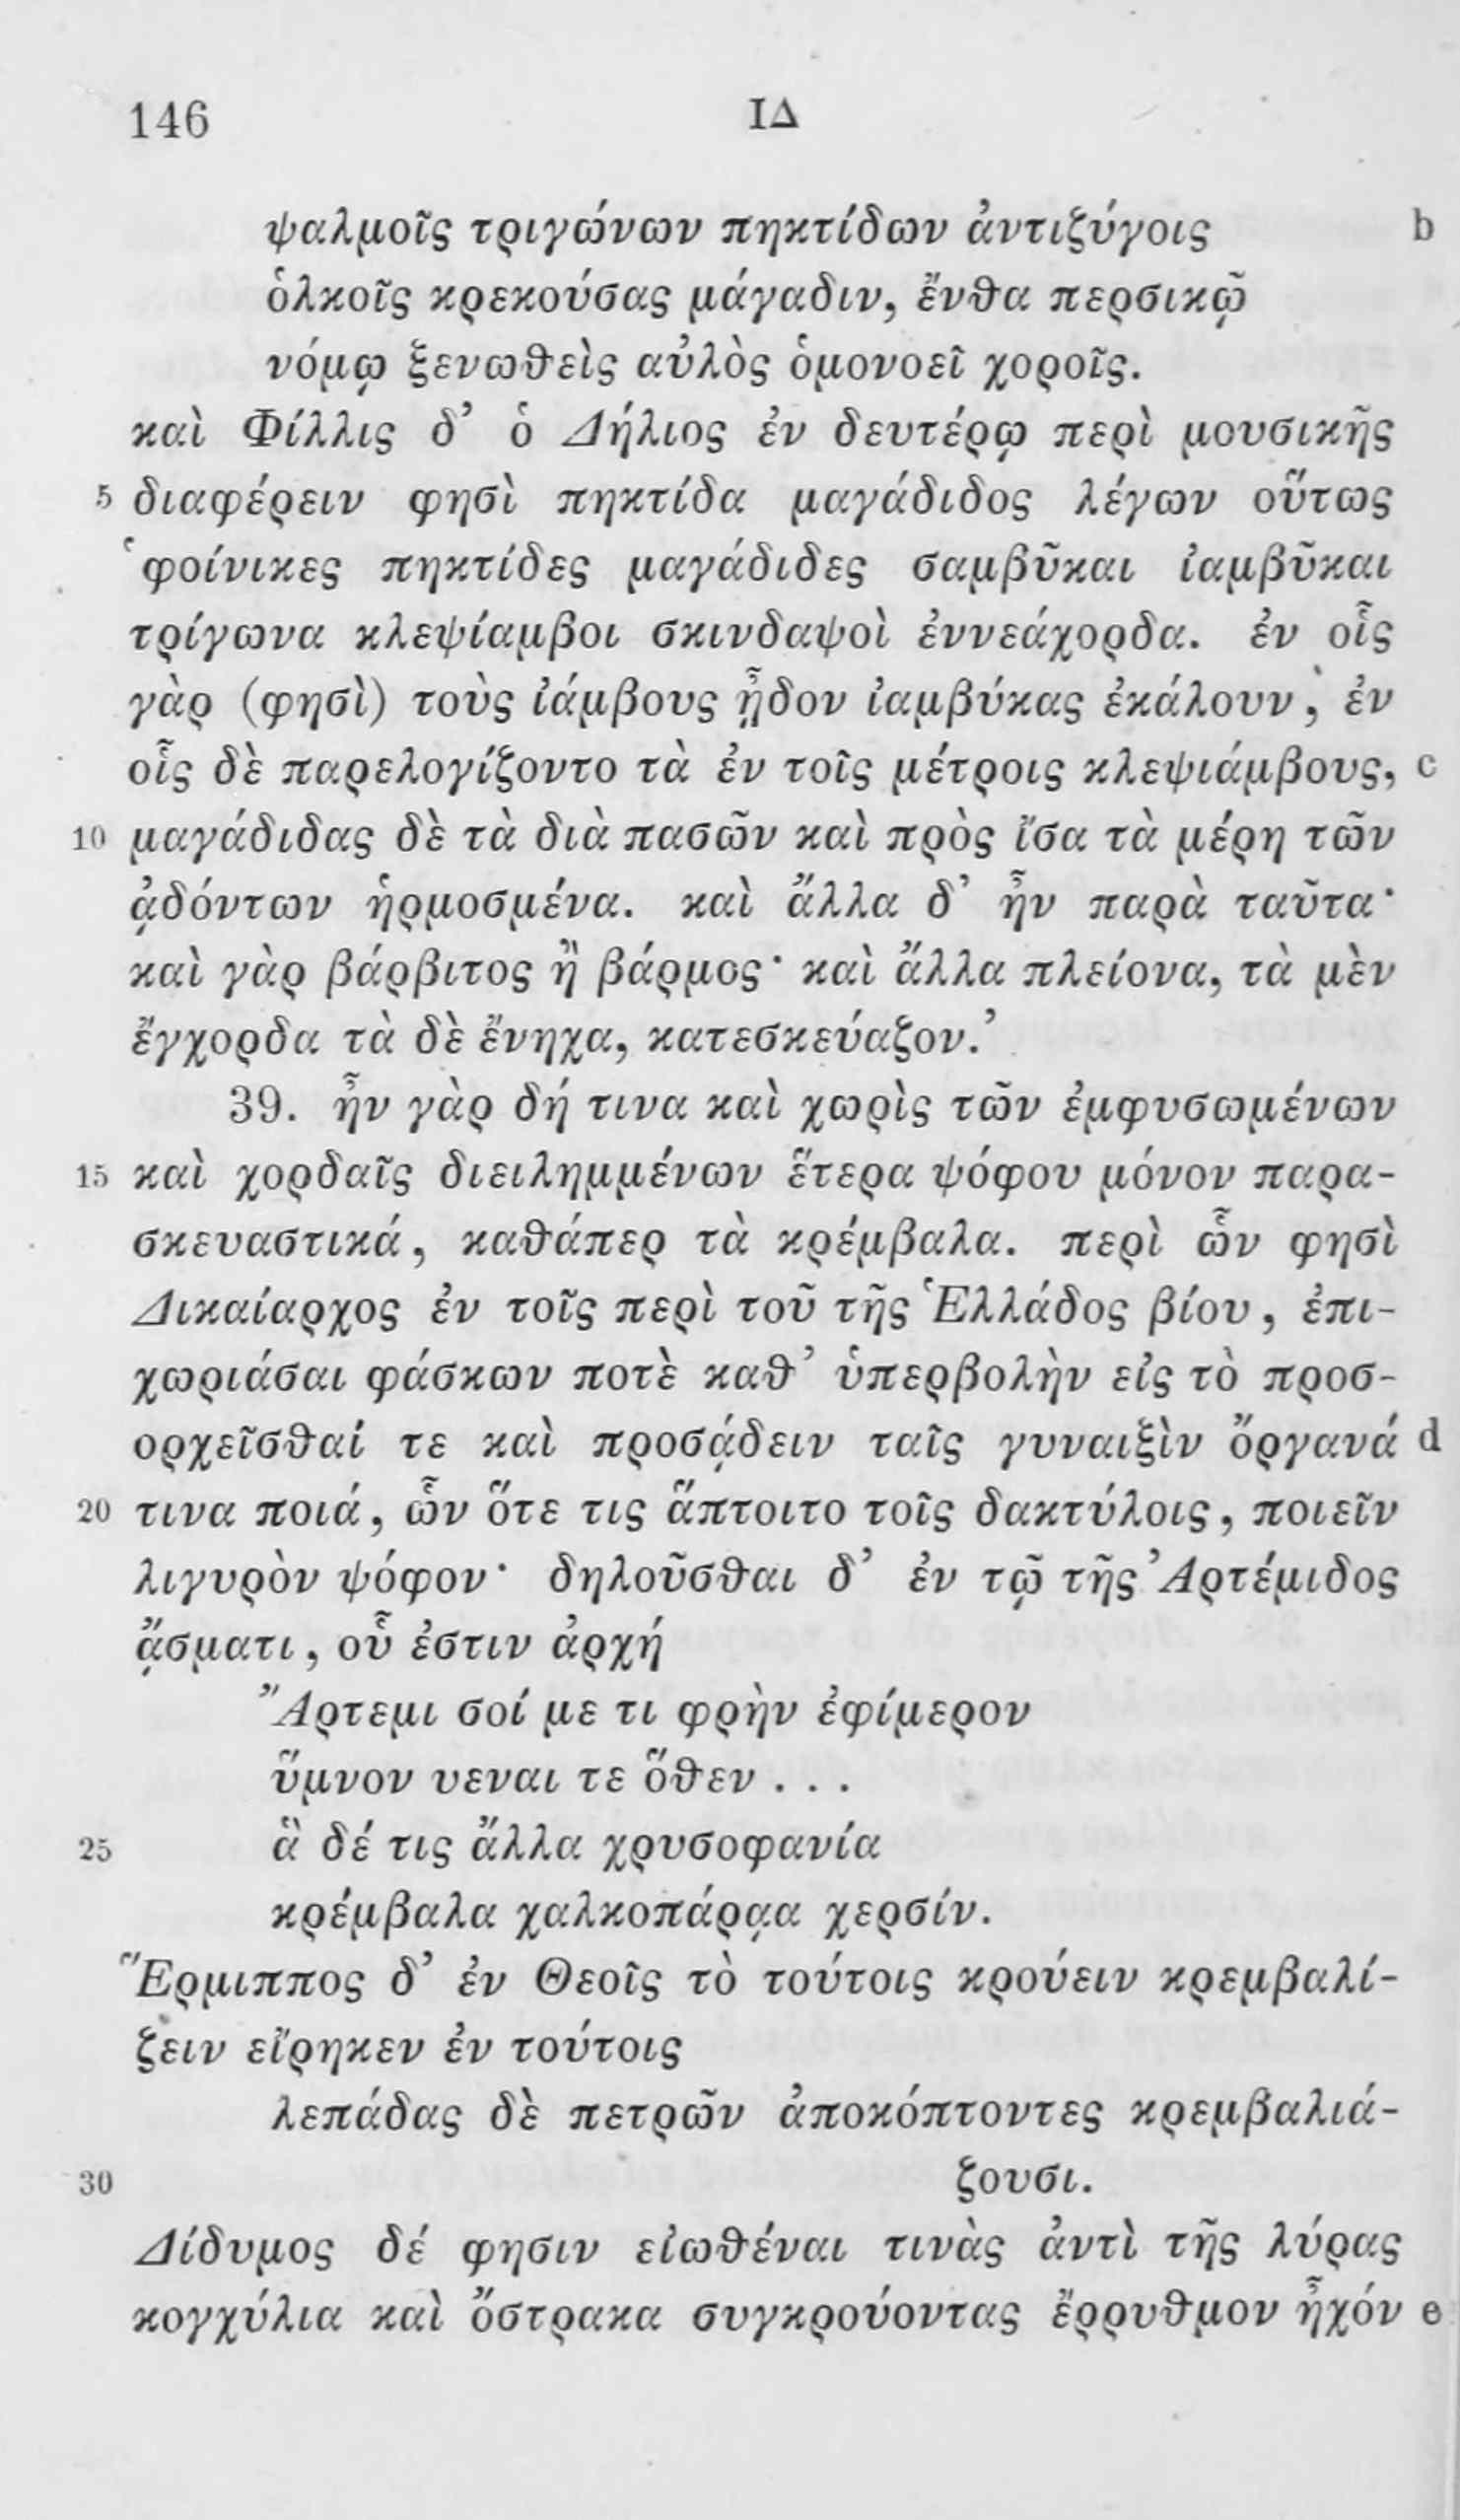 146 ΙΔ
ψαλμοῖς τριγώνων πηκτίδων ἀντιζύγοις b
ὁλκοῖς κρεκούσας μάγαδιν, ἔνθα περσικῷ
νόμῳ ξενωθεὶς αὐλὸς ὁμονοεῖ χοροῖς.
καὶ Φίλλις δ᾽ ὁ Δήλιος ἐν δευτέρῳ περὶ μουσικῆς
5 διαφέρειν φησὶ πηκτίδα μαγάδιδος λέγων οὕτως
‘φοίνικες πηκτίδες μαγάδιδες σαμβῦκαι ἰαμβῦκαι
τρίγωνα κλεψίαμβοι σκινδαψοὶ ἐννεάχορδα. ἐν οἷς
γὰρ (φησὶ) τοὺς ἰάμβους ᾖδον ἰαμβύκας ἐκάλουν, ἐν
οἷς δὲ παρελογίζοντο τὰ ἐν τοῖς μέτροις κλεψιάμβους, c
10 μαγάδιδας δὲ τὰ διὰ πασῶν καὶ πρὸς ἴσα τὰ μέρη τῶν
ᾀδόντων ἡρμοσμένα. καὶ ἄλλα δ᾽ ἦν παρὰ ταῦτα·
καὶ γὰρ βάρβιτος ἢ βάρμος· καὶ ἄλλα πλείονα, τὰ μὲν
ἔγχορδα τὰ δὲ ἔνηχα, κατεσκεύαζον.’
39. ἦν γὰρ δή τινα καὶ χωρὶς τῶν ἐμφυσωμένων
15 καὶ χορδαῖς διειλημμένων ἕτερα ψόφου μόνον παρα-
σκευαστικά, καθάπερ τὰ κρέμβαλα. περὶ ὧν φησὶ
Δικαίαρχος ἐν τοῖς περὶ τοῦ τῆς Ἑλλάδος βίου, ἐπι-
χωριάσαι φάσκων ποτὲ καθ᾽ ὑπερβολὴν εἰς τὸ προσ-
ορχεῖσθαί τε καὶ προσᾴδειν ταῖς γυναιξὶν ὄργανά d
20 τινα ποιά, ὧν ὅτε τις ἅπτοιτο τοῖς δακτύλοις, ποιεῖν
λιγυρὸν ψόφον· δηλοῦσθαι δ᾽ ἐν τῷ τῆς Ἀρτέμιδος
ᾄσματι, οὗ ἐστιν ἀρχή
Ἄρτεμι σοί με τι φρὴν ἐφίμερον
ὕμνον υεναι τε ὅθεν . . .
25 ἃ δέ τις ἄλλα χρυσοφανία
κρέμβαλα χαλκοπάρᾳα χερσίν.
Ἕρμιππος δ᾽ ἐν Θεοῖς τὸ τούτοις κρούειν κρεμβαλί-
ζειν εἴρηκεν ἐν τούτοις
λεπάδας δὲ πετρῶν ἀποκόπτοντες κρεμβαλιά-
30 ζουσι.
Δίδυμος δέ φησιν εἰωθέναι τινὰς ἀντὶ τῆς λύρας
κογχύλια καὶ ὄστρακα συγκρούοντας ἔρρυθμον ἦχόν e